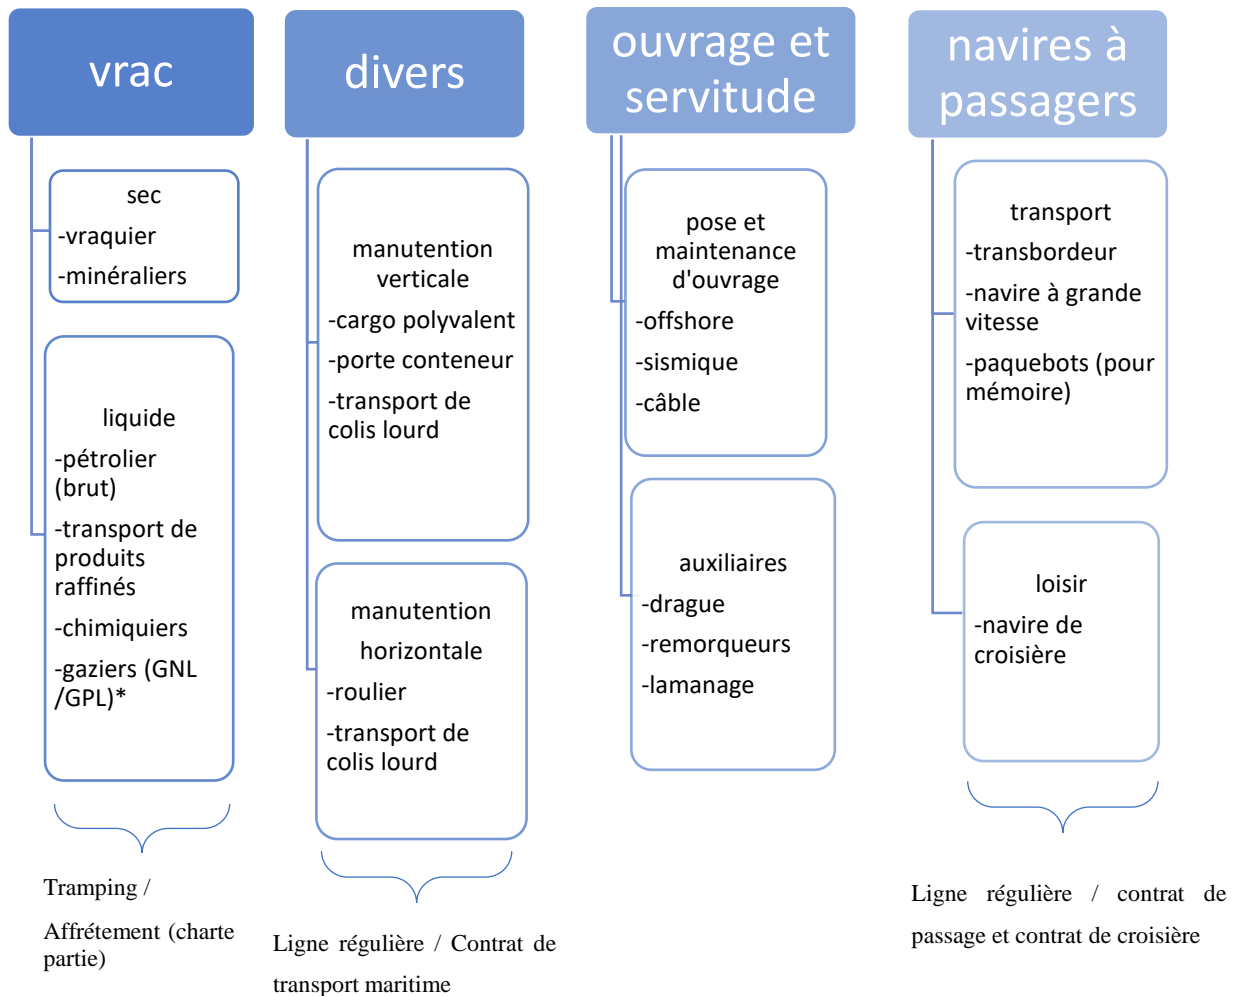 vrac
sec
-vraquier
-minéraliers
liquide
-pétrolier
(brut)
-transport de
produits
raffinés
-chimiquiers
-gaziers (GNL
/GPL)*
Tramping /
Affrétement (charte
partie)
divers
manutention
verticale
-cargo polyvalent
-porte conteneur
-transport de
colis lourd
manutention
horizontale
-roulier
-transport de
colis lourd
Ligne régulière / Contrat de
transport maritime
ouvrage et
servitude
pose et
maintenance
d'ouvrage
-offshore
-sismique
-câble
auxiliaires
-drague
-remorqueurs
-lamanage
navires à
passagers
transport
-transbordeur
-navire à grande
vitesse
-paquebots (pour
mémoire)
loisir
-navire de
croisière
Ligne régulière / contrat de
passage et contrat de croisière